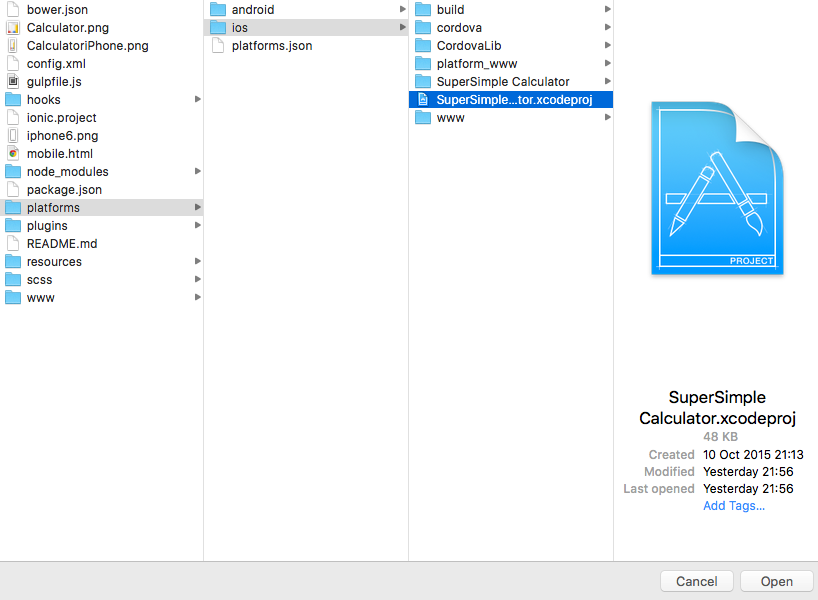 bower.json
Calculator.png
CalculatoriPhone.png
config.xml
gulpfile.js
hooks
ionic.project
iphone6.png
mobile.html
node_modules
package.json
platforms
plugins
README.md
resources
scss
www
android
ios
platforms.json
build
cordova
CordovaLib
platform_www
SuperSimple Calculator
SuperSimple...tor.xcodeproj
www
PROJECT
SuperSimple
Calculator.xcodeproj
48 KB
Created 10 Oct 2015 21:13
Modified Yesterday 21:56
Last opened Yesterday 21:56
Add Tags...
Cancel
Open